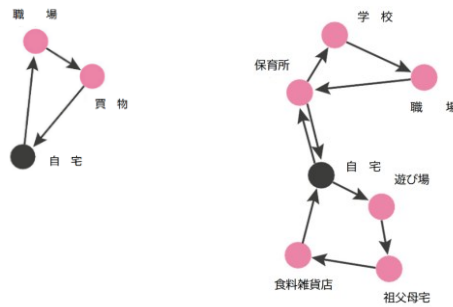 職 場
買 物
自 宅
学 校
保育所
職 場
自 宅
遊び場
食料雑貨店
祖父母宅